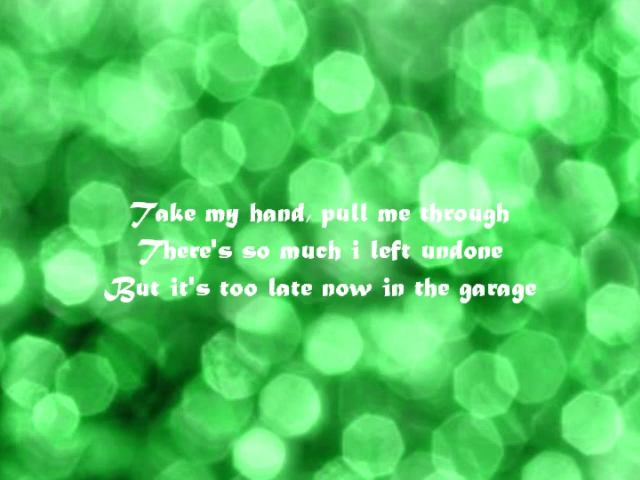 Take my hand, pull me through
There's so much i left undone
But it's too late now in the garage